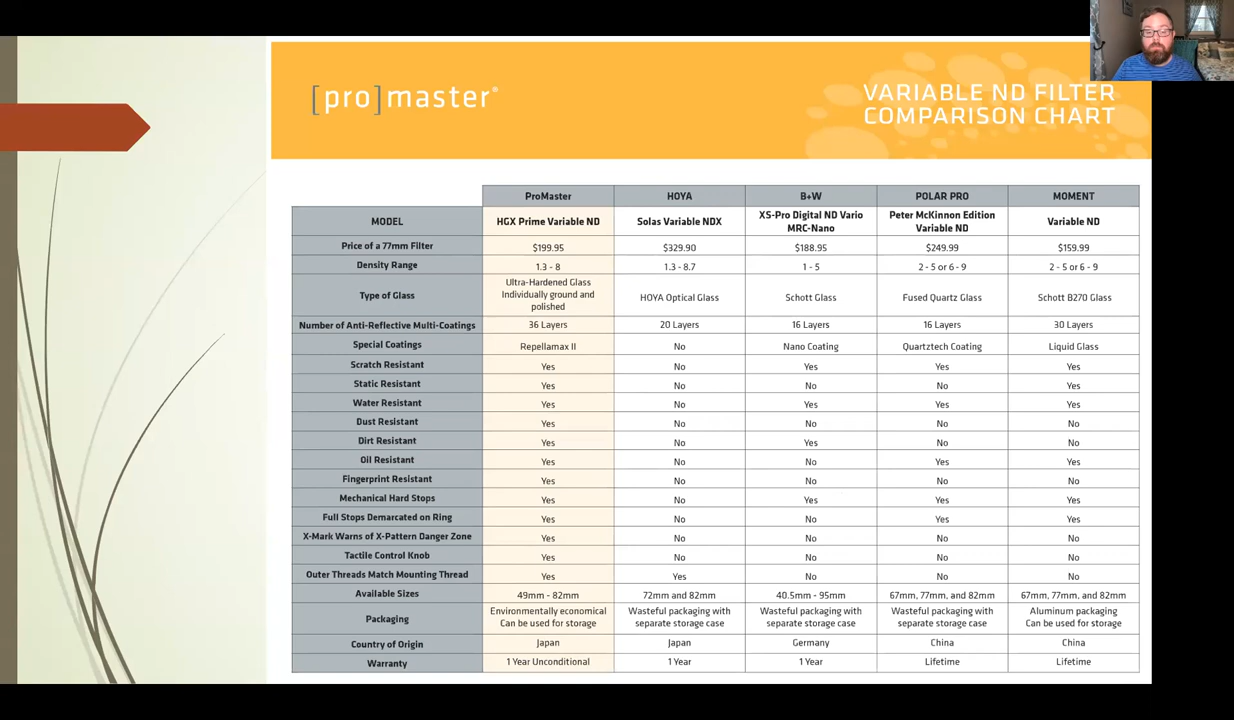 [pro]master®
VARIABLE ND FILTER
COMPARISON CHART
ProMaster HOYA B+W POLAR PRO MOMENT
MODEL HGX Prime Variable ND Solas Variable NDX XS-Pro Digital ND Vario MRC-Nano Peter McKinnon Edition Variable ND Variable ND
Price of a 77mm Filter $199.95 $329.90 $188.95 $249.99 $159.99
Density Range 1.3 - 8 1.3 - 8.7 1 - 5 2 - 5 or 6 - 9 2 - 5 or 6 - 9
Type of Glass Ultra-Hardened Glass Individually ground and polished HOYA Optical Glass Schott Glass Fused Quartz Glass Schott B270 Glass
Number of Anti-Reflective Multi-Coatings 36 Layers 20 Layers 16 Layers 16 Layers 30 Layers
Special Coatings Repellamax II No Nano Coating Quartztech Coating Liquid Glass
Scratch Resistant Yes No Yes Yes Yes
Static Resistant Yes No No No Yes
Water Resistant Yes No Yes Yes Yes
Dust Resistant Yes No No No No
Dirt Resistant Yes No Yes No No
Oil Resistant Yes No No Yes Yes
Fingerprint Resistant Yes No No No No
Mechanical Hard Stops Yes No Yes Yes Yes
Full Stops Demarcated on Ring Yes No No Yes Yes
X-Mark Warns of X-Pattern Danger Zone Yes No No No No
Tactile Control Knob Yes No No No No
Outer Threads Match Mounting Thread Yes Yes No No No
Available Sizes 49mm - 82mm 72mm and 82mm 40.5mm - 95mm 67mm, 77mm, and 82mm 67mm, 77mm, and 82mm
Packaging Environmentally economical Can be used for storage Wasteful packaging with separate storage case Wasteful packaging with separate storage case Wasteful packaging with separate storage case Aluminum packaging Can be used for storage
Country of Origin Japan Japan Germany China China
Warranty 1 Year Unconditional 1 Year 1 Year Lifetime Lifetime